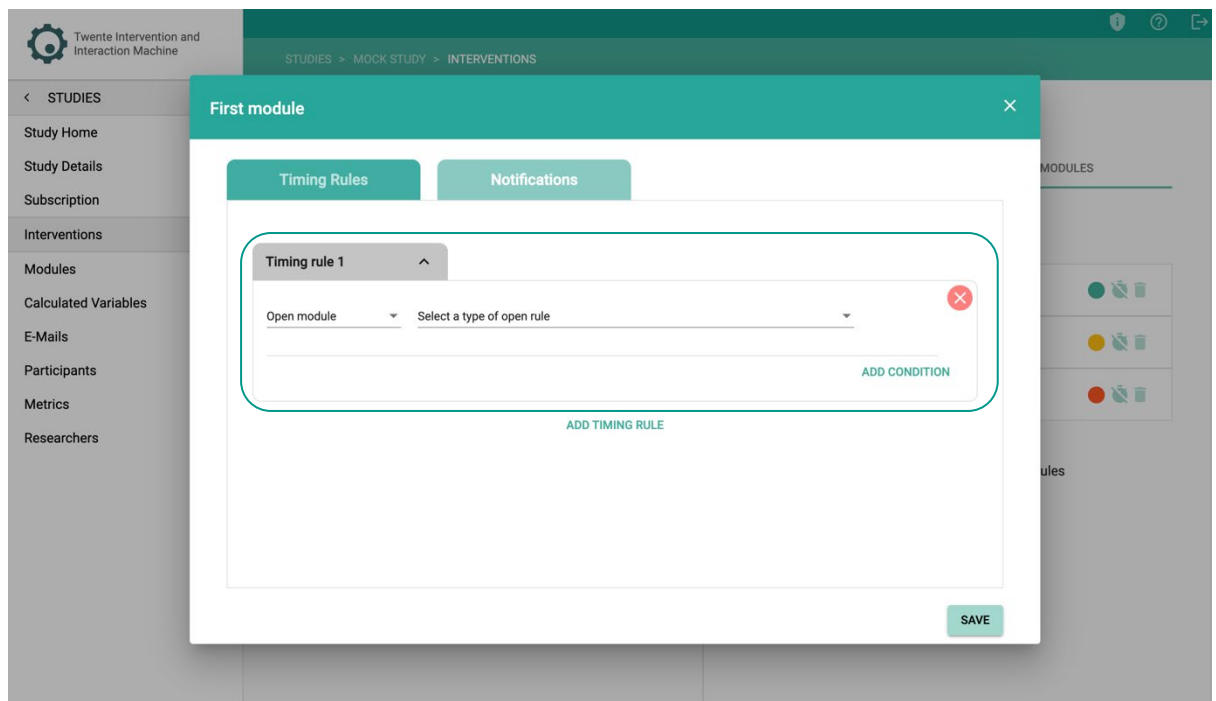 Twente Intervention and
Interaction Machine
STUDIES > MOCK STUDY > INTERVENTIONS
< STUDIES
Study Home
Study Details
Subscription
Interventions
Modules
Calculated Variables
E-Mails
Participants
Metrics
Researchers
First module
Timing Rules
Notifications
MODULES
Timing rule 1
Open module
Select a type of open rule
ADD CONDITION
ADD TIMING RULE
ules
SAVE